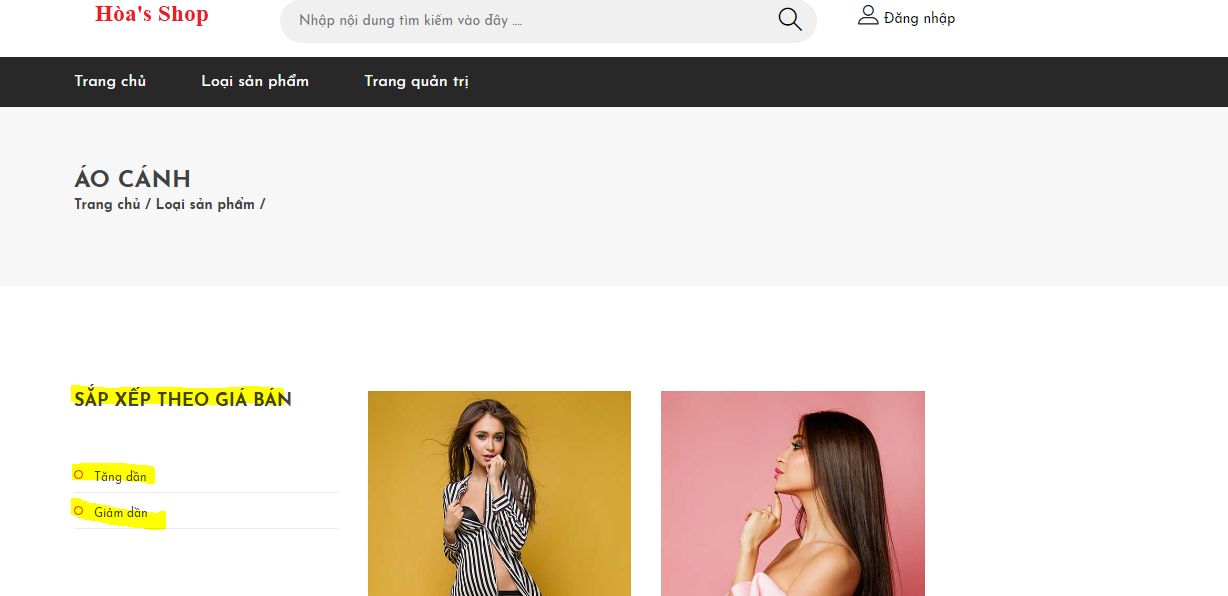 Hòa's Shop
Nhập nội dung tìm kiếm vào đây ....
Đăng nhập
Trang chủ Loại sản phẩm Trang quản trị
ÁO CÁNH
Trang chủ / Loại sản phẩm /
SẮP XẾP THEO GIÁ BÁN
Tăng dần
Giảm dần